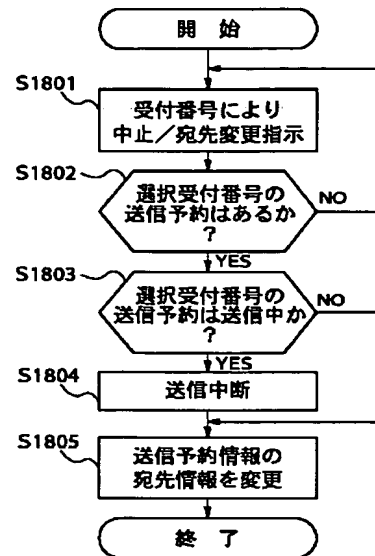 開 始
S1801
受付番号により
中止／宛先変更指示
S1802
選択受付番号の
送信予約はあるか
？
NO
YES
S1803
選択受付番号の
送信予約は送信中か
？
NO
YES
S1804
送信中断
S1805
送信予約情報の
宛先情報を変更
終 了